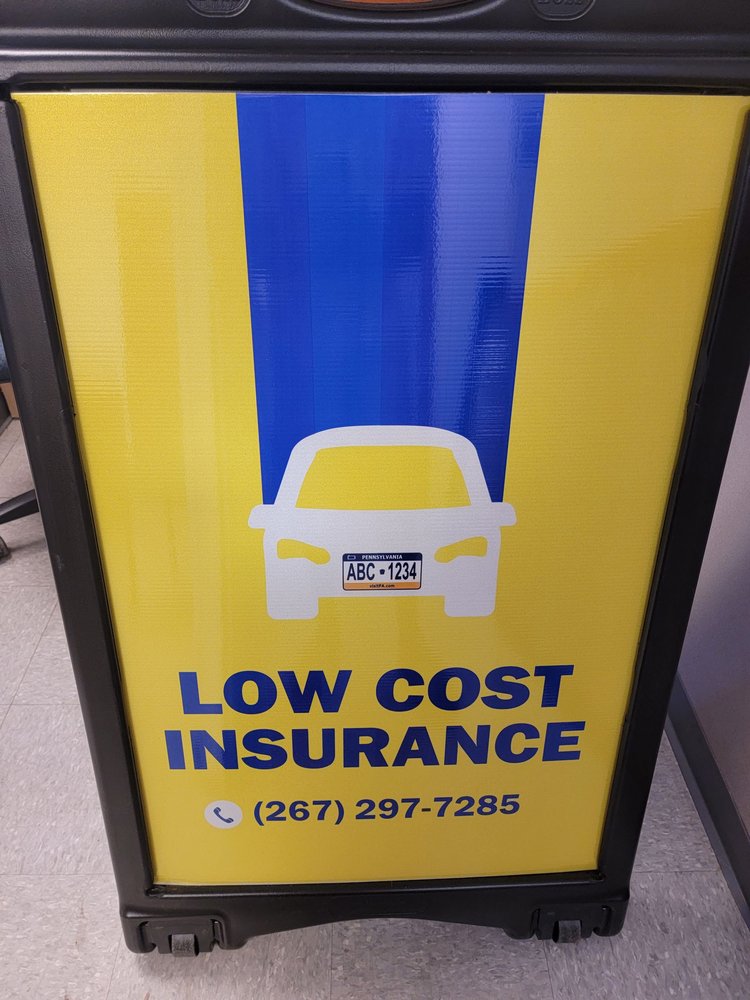 PENNSYLVANIA
ABC 1234
visitPA.com
LOW COST
INSURANCE
(267) 297-7285